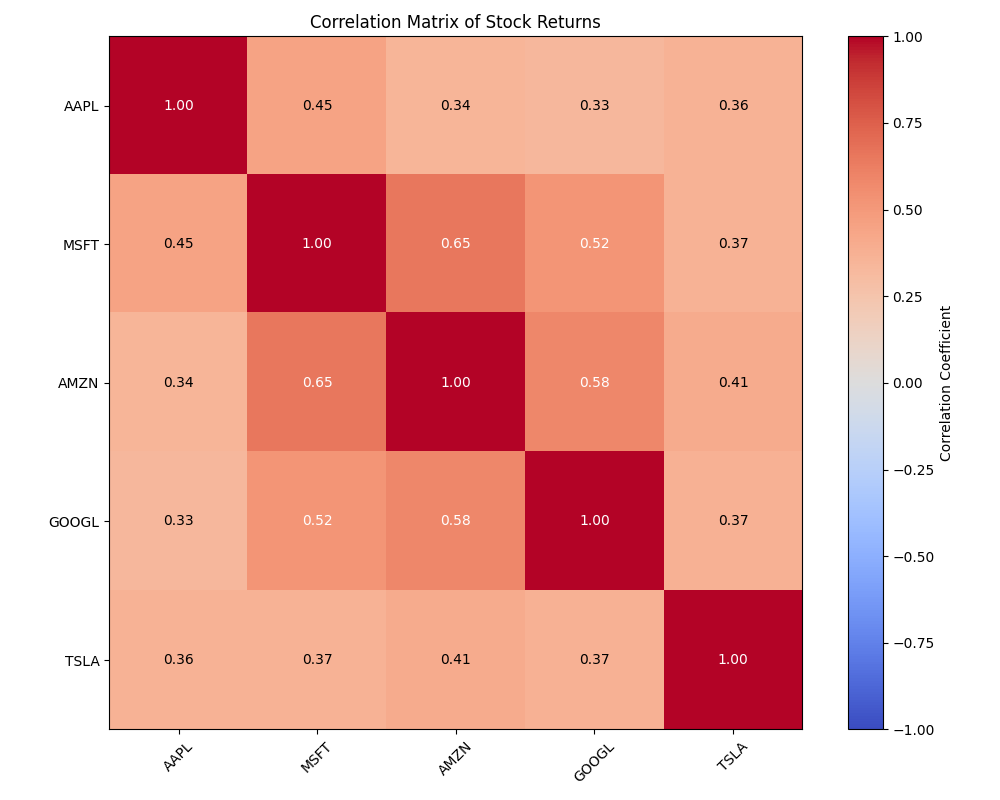 Correlation Matrix of Stock Returns
AAPL 1.00 0.45 0.34 0.33 0.36
MSFT 0.45 1.00 0.65 0.52 0.37
AMZN 0.34 0.65 1.00 0.58 0.41
GOOGL 0.33 0.52 0.58 1.00 0.37
TSLA 0.36 0.37 0.41 0.37 1.00
AAPL MSFT AMZN GOOGL TSLA
1.00
0.75
0.50
0.25
0.00
−0.25
−0.50
−0.75
−1.00
Correlation Coefficient